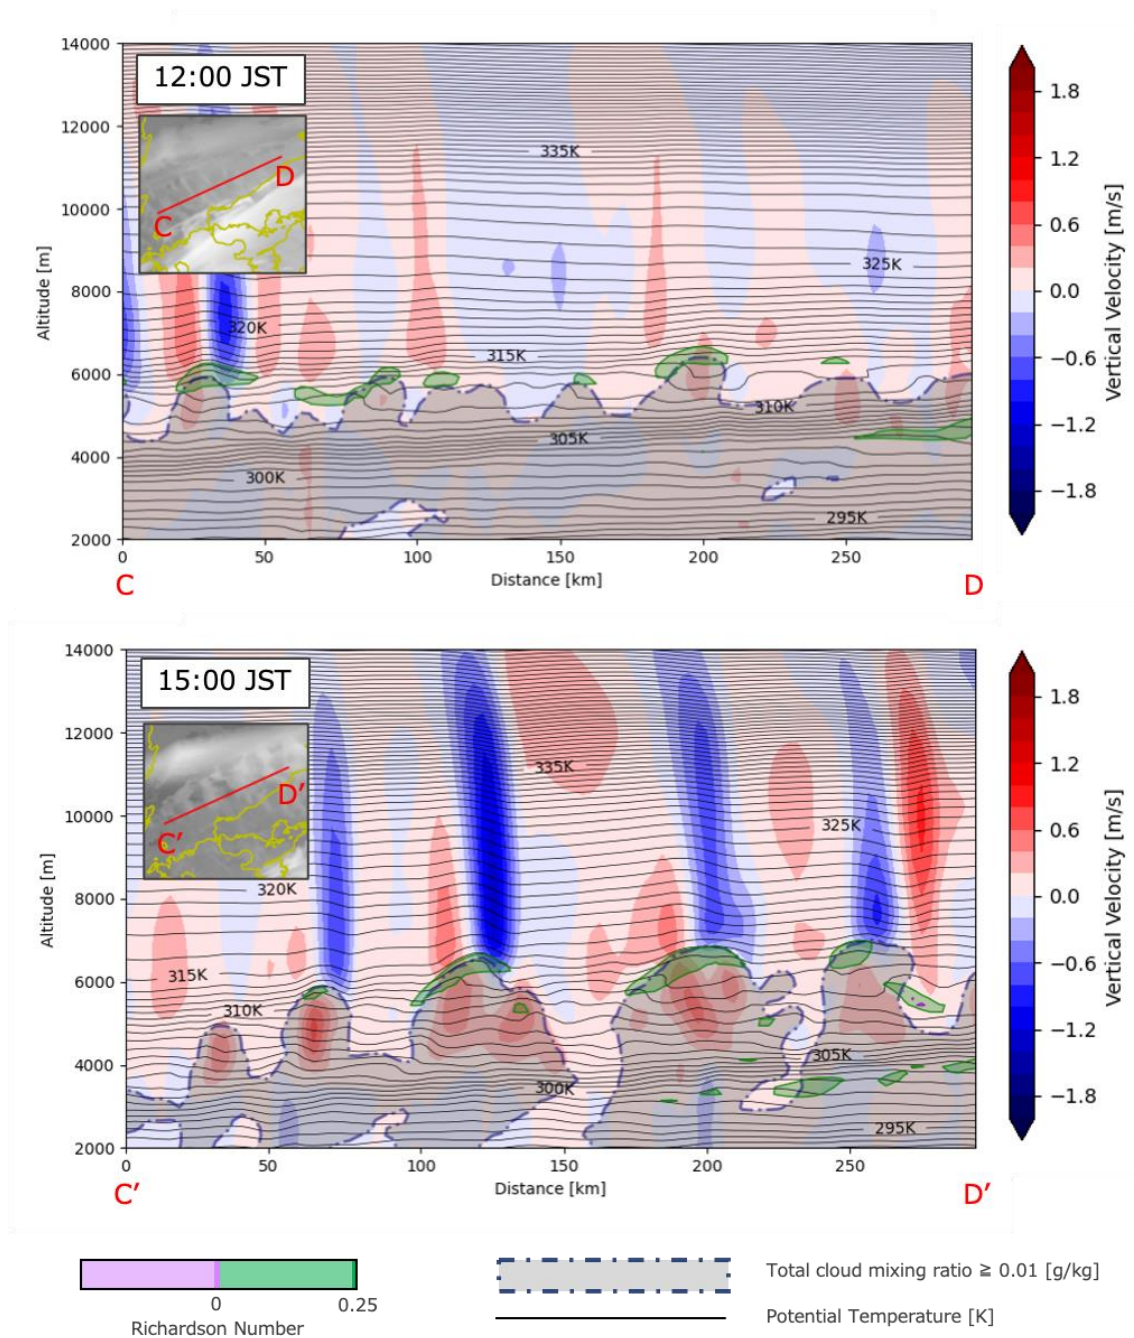 14000
12:00 JST
12000
335K
10000
D
C
325K
8000
320K
315K
6000
310K
305K
4000
300K
295K
2000
0 50 100 150 200 250
Distance [km]
Altitude [m]
C D
1.8
1.2
0.6
0.0
−0.6
−1.2
−1.8
Vertical Velocity [m/s]
14000
15:00 JST
12000
335K
D′
10000
325K
C′
320K
8000
315K
6000
310K
305K
4000
300K
295K
2000
0 50 100 150 200 250
Distance [km]
Altitude [m]
C′ D′
1.8
1.2
0.6
0.0
−0.6
−1.2
−1.8
Vertical Velocity [m/s]
0 0.25
Richardson Number
Total cloud mixing ratio ≧ 0.01 [g/kg]
Potential Temperature [K]